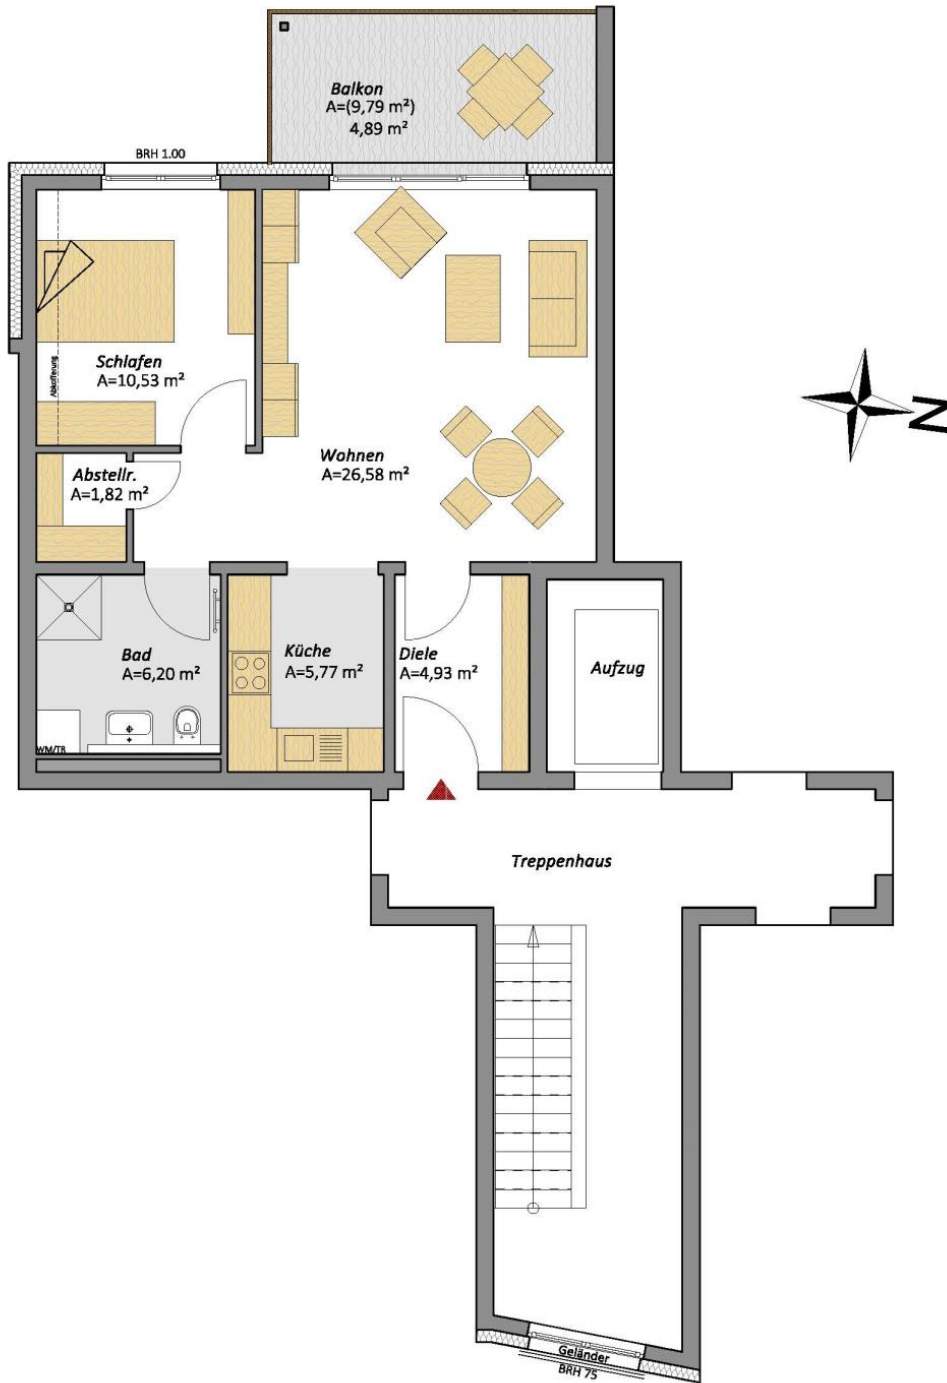 Balkon
A=(9,79 m²)
4,89 m²
BRH 1.00
Schlafen
A=10,53 m²
Abkofferung
Wohnen
A=26,58 m²
Abstellr.
A=1,82 m²
N
Bad
A=6,20 m²
WM/TR
Küche
A=5,77 m²
Diele
A=4,93 m²
Aufzug
Treppenhaus
Geländer
BRH 75